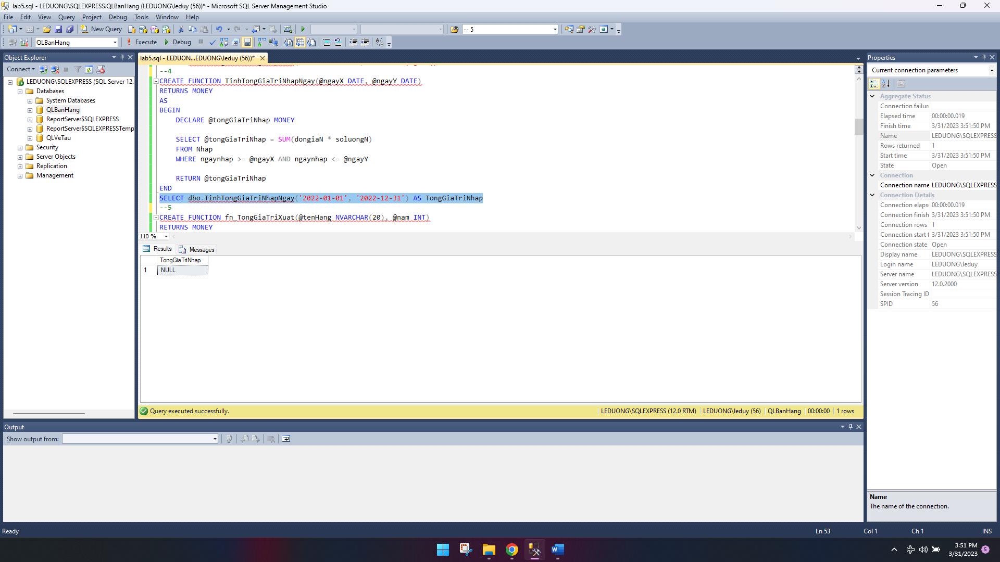 lab5.sql - LEDUONG\SQLEXPRESS.QLBanHang (LEDUONG\leduy (56))* - Microsoft SQL Server Management Studio
File Edit View Query Project Debug Tools Window Help
New Query
-- 5
QLBanHang
Execute
Debug
Object Explorer
Connect
LEDUONG\SQLEXPRESS (SQL Server 12.
Databases
System Databases
QLBanHang
ReportServer$SQLEXPRESS
ReportServer$SQLEXPRESSTemp
QLVeTau
Security
Server Objects
Replication
Management
lab5.sql - LEDUON...EDUONG\leduy (56))*
--4
CREATE FUNCTION TinhTongGiaTriNhapNgay(@ngayX DATE, @ngayY DATE)
RETURNS MONEY
AS
BEGIN
DECLARE @tongGiaTriNhap MONEY
SELECT @tongGiaTriNhap = SUM(dongiaN * soluongN)
FROM Nhap
WHERE ngaynhap >= @ngayX AND ngaynhap <= @ngayY
RETURN @tongGiaTriNhap
END
SELECT dbo.TinhTongGiaTriNhapNgay('2022-01-01', '2022-12-31') AS TongGiaTriNhap
--5
CREATE FUNCTION fn_TongGiaTriXuat(@tenHang NVARCHAR(20), @nam INT)
RETURNS MONEY
110 %
Results
Messages
TongGiaTriNhap
1 NULL
Query executed successfully.
LEDUONG\SQLEXPRESS (12.0 RTM) LEDUONG\leduy (56) QLBanHang 00:00:00 1 rows
Output
Show output from:
Properties
Current connection parameters
Aggregate Status
Connection failur
Elapsed time 00:00:00.019
Finish time 3/31/2023 3:51:50 PM
Name LEDUONG\SQLEXPRESS
Rows returned 1
Start time 3/31/2023 3:51:50 PM
State Open
Connection
Connection name LEDUONG\SQLEXPRESS
Connection Details
Connection elaps 00:00:00.019
Connection finish 3/31/2023 3:51:50 PM
Connection rows 1
Connection start t 3/31/2023 3:51:50 PM
Connection state Open
Display name LEDUONG\SQLEXPRESS
Login name LEDUONG\leduy
Server name LEDUONG\SQLEXPRESS
Server version 12.0.2000
Session Tracing ID
SPID 56
Name
The name of the connection.
Ready
Ln 53 Col 1 Ch 1 INS
3:51 PM
3/31/2023
5